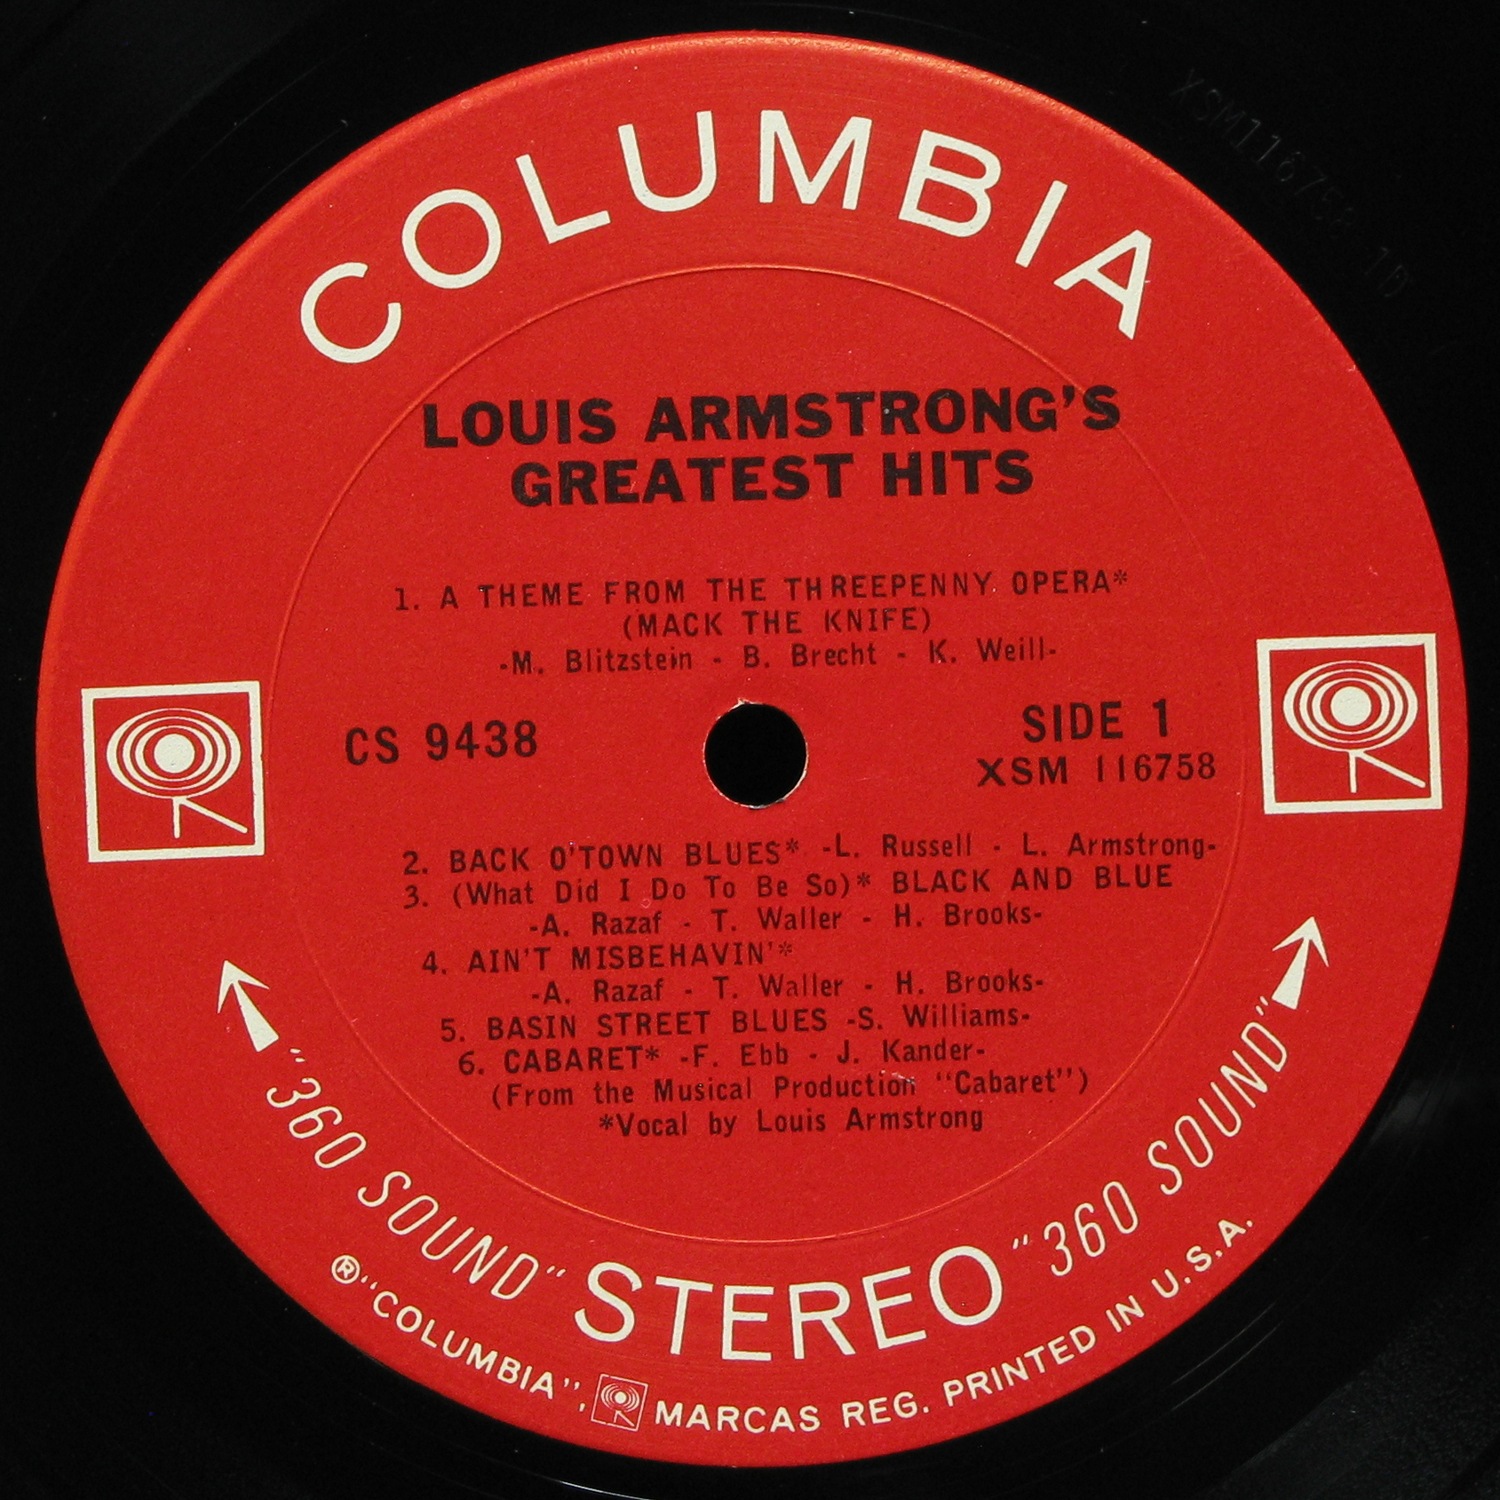 COLUMBIA
LOUIS ARMSTRONG'S
GREATEST HITS
1. A THEME FROM THE THREEPENNY OPERA*
(MACK THE KNIFE)
-M. Blitzstein - B. Brecht - K. Weill-
CS 9438
SIDE 1
XSM 116758
2. BACK O'TOWN BLUES* -L. Russell - L. Armstrong-
3. (What Did I Do To Be So)* BLACK AND BLUE
-A. Razaf - T. Waller - H. Brooks-
4. AIN'T MISBEHAVIN'*
-A. Razaf - T. Waller - H. Brooks-
5. BASIN STREET BLUES -S. Williams-
6. CABARET* -F. Ebb - J. Kander-
(From the Musical Production "Cabaret")
*Vocal by Louis Armstrong
"360 SOUND" STEREO "360 SOUND"
®"COLUMBIA", MARCAS REG. PRINTED IN U.S.A.